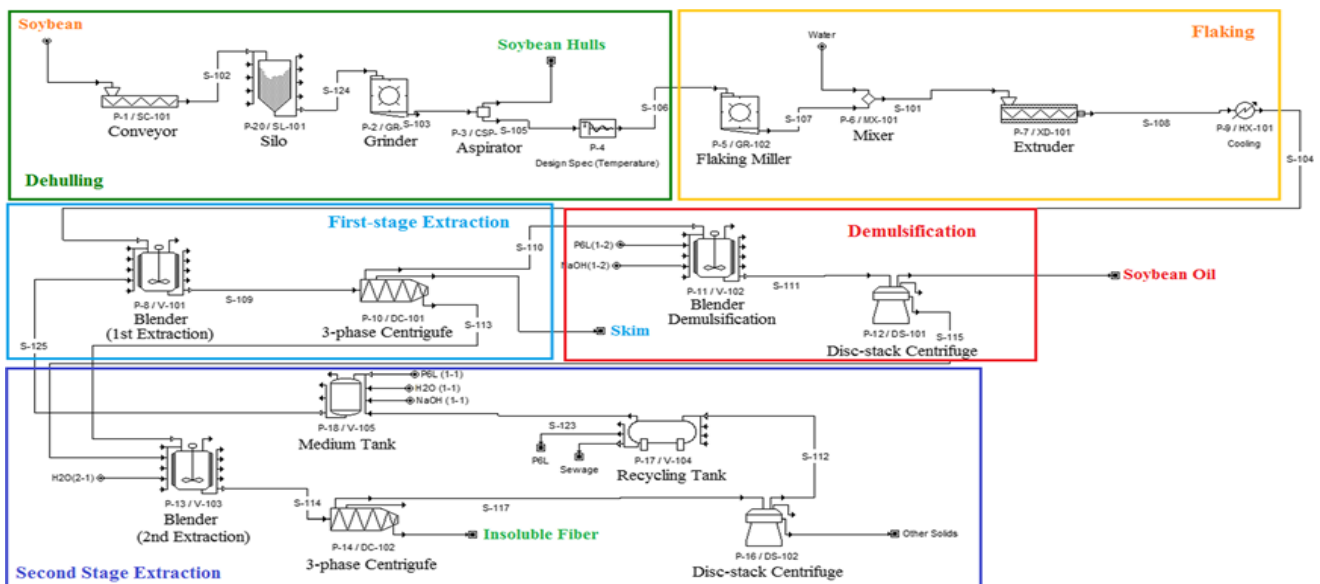 Soybean
Soybean Hulls
S-102
S-124
P-1 / SC-101
Conveyor
P-20 / SL-101
Silo
P-2 / GR-
S-103
Grinder
P-3 / CSP-
S-105
Aspirator
P-4
Design Spec (Temperature)
S-106
Dehulling
Flaking
Water
S-101
S-107
P-5 / GR-102
Flaking Miller
P-6 / MX-101
Mixer
P-7 / XD-101
Extruder
S-108
P-9 / HX-101
Cooling
S-104
First-stage Extraction
P-8 / V-101
Blender
(1st Extraction)
S-109
P-10 / DC-101
3-phase Centrigufe
S-110
S-113
S-125
Skim
Demulsification
P6L(1-2)
NaOH(1-2)
P-11 / V-102
Blender
Demulsification
S-111
P-12 / DS-101
Disc-stack Centrifuge
S-115
Soybean Oil
P6L (1-1)
H2O (1-1)
NaOH (1-1)
P-18 / V-105
Medium Tank
S-123
P6L
Sewage
P-17 / V-104
Recycling Tank
S-112
H2O(2-1)
P-13 / V-103
Blender
(2nd Extraction)
S-114
S-117
P-14 / DC-102
3-phase Centrigufe
Insoluble Fiber
P-16 / DS-102
Disc-stack Centrifuge
Other Solids
Second Stage Extraction